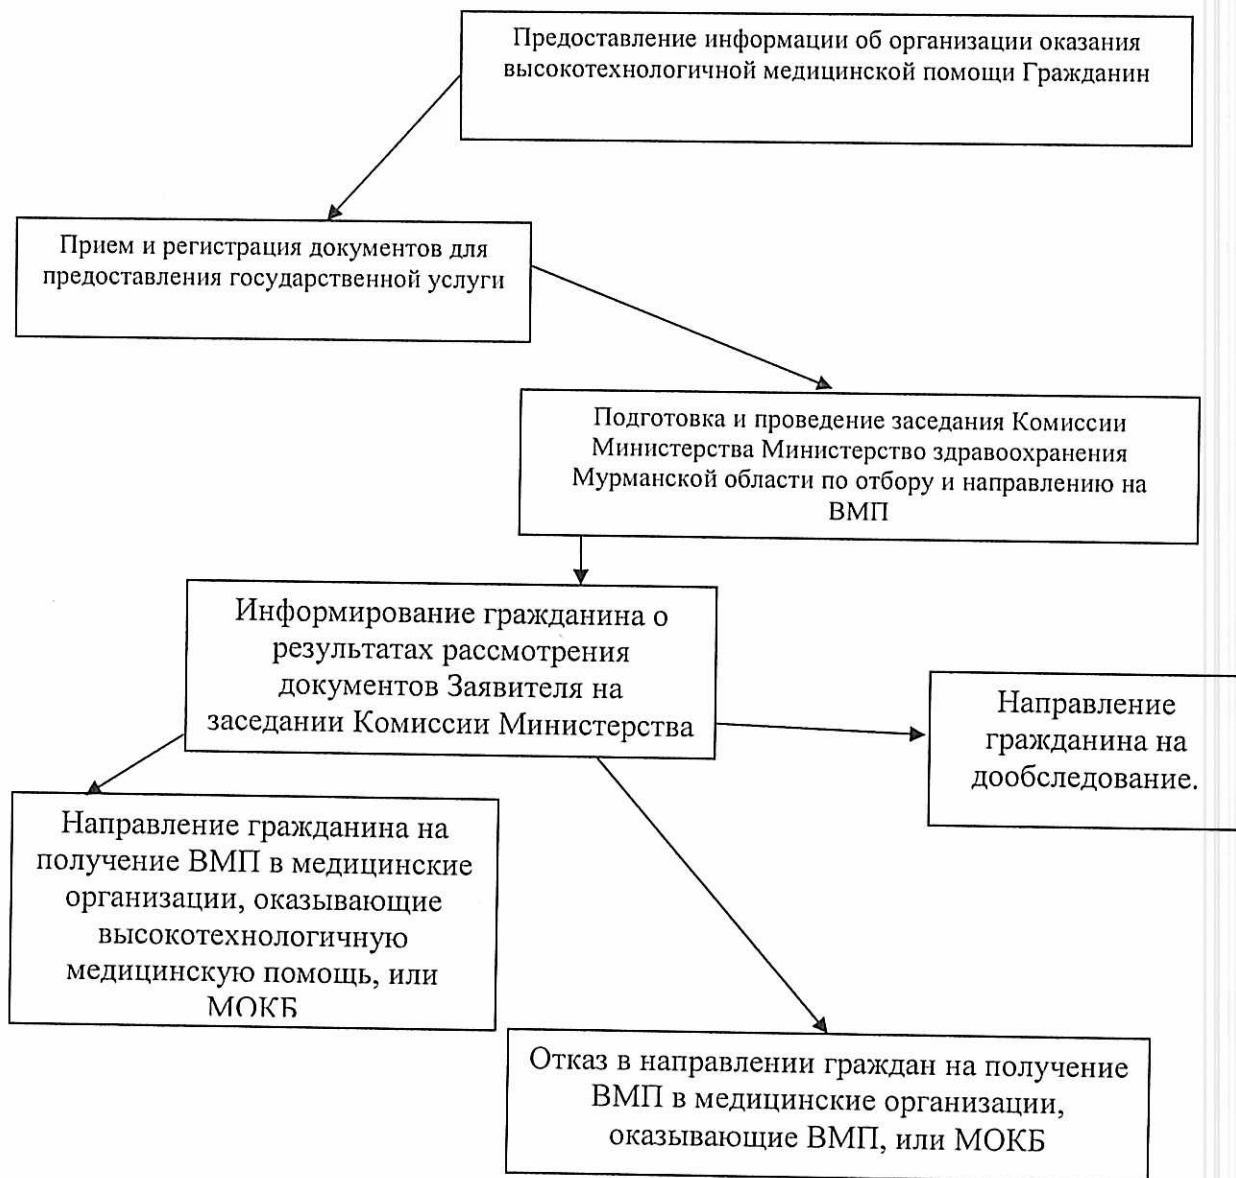 Предоставление информации об организации оказания
высокотехнологичной медицинской помощи Гражданин
Прием и регистрация документов для
предоставления государственной услуги
Подготовка и проведение заседания Комиссии
Министерства Министерство здравоохранения
Мурманской области по отбору и направлению на
ВМП
Информирование гражданина о
результатах рассмотрения
документов Заявителя на
заседании Комиссии Министерства
Направление
гражданина на
дообследование.
Направление гражданина на
получение ВМП в медицинские
организации, оказывающие
высокотехнологичную
медицинскую помощь, или
МОКБ
Отказ в направлении граждан на получение
ВМП в медицинские организации,
оказывающие ВМП, или МОКБ